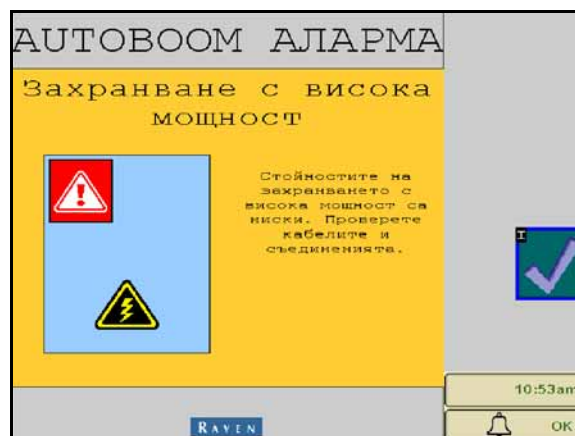 AUTOBOOM АЛАРМА
Захранване с висока
мощност
Стойностите на
захранването с
висока мощност са
ниски. Проверете
кабелите и
съединенията.
I
10:53am
RAVEN
OK